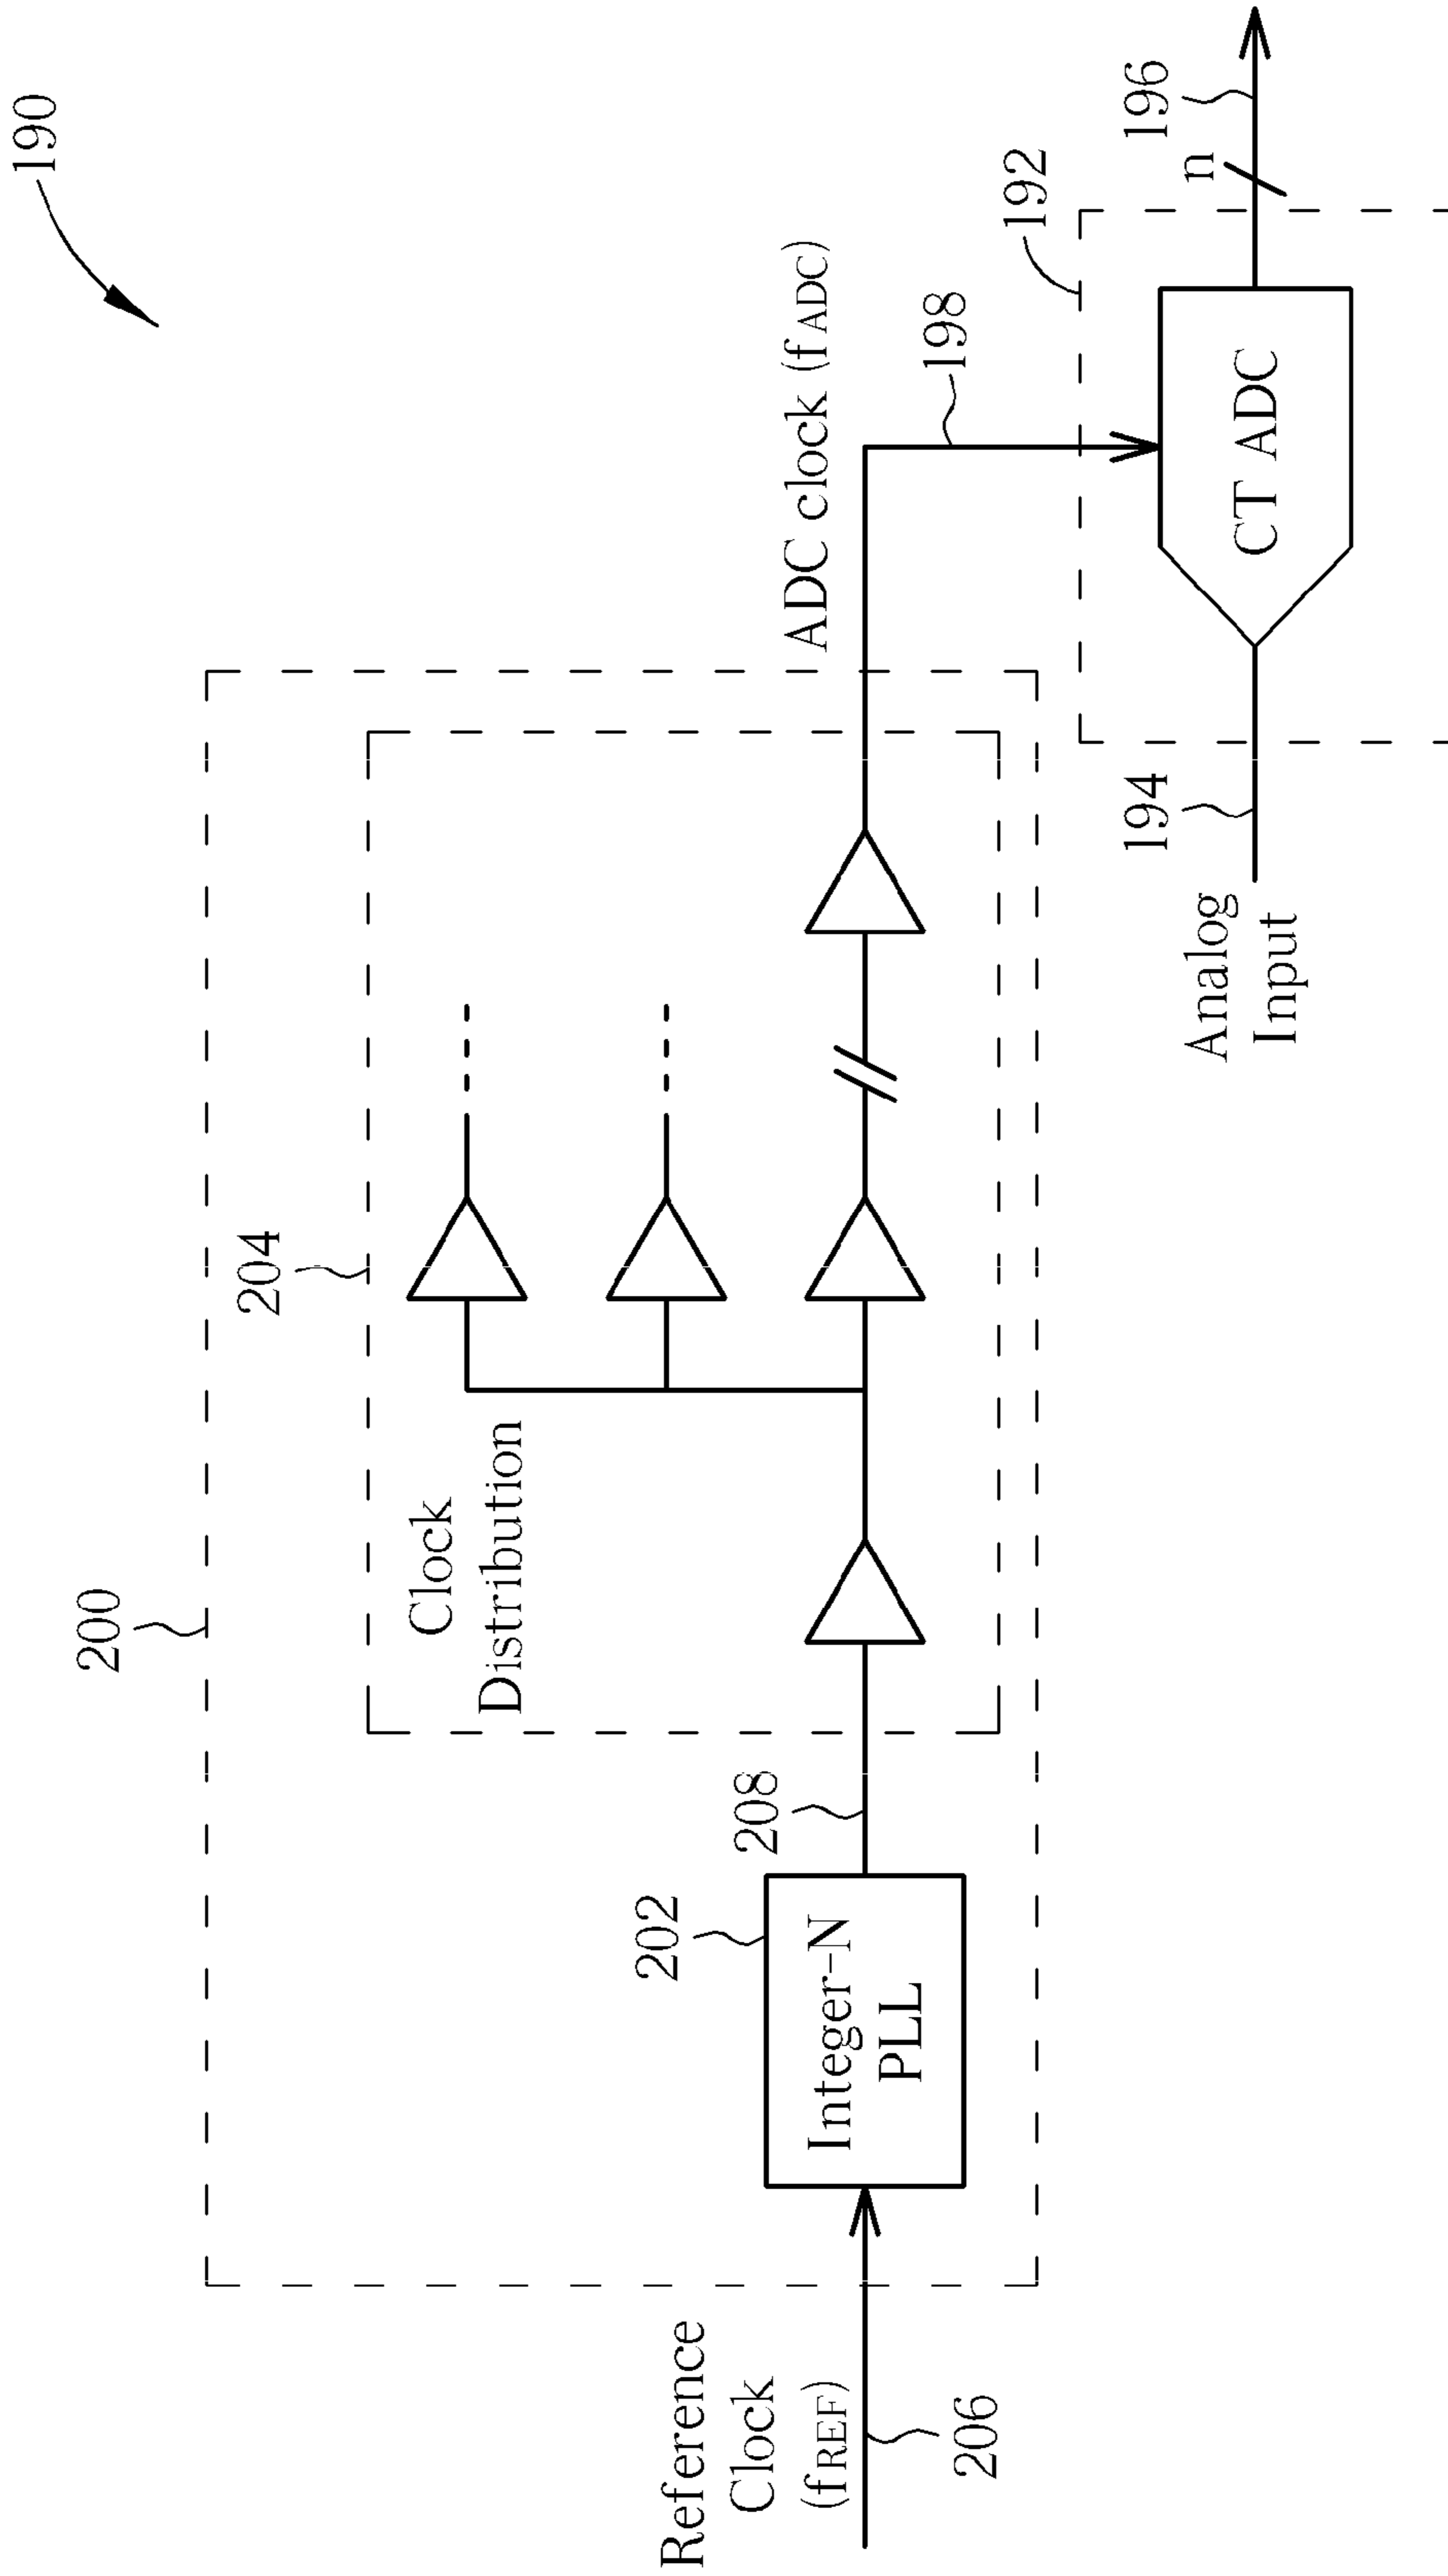 190
200
204
Clock
Distribution
202
Integer-N
PLL
208
Reference
Clock
(fREF)
206
ADC clock (fADC)
198
192
CT ADC
n
196
194
Analog
Input